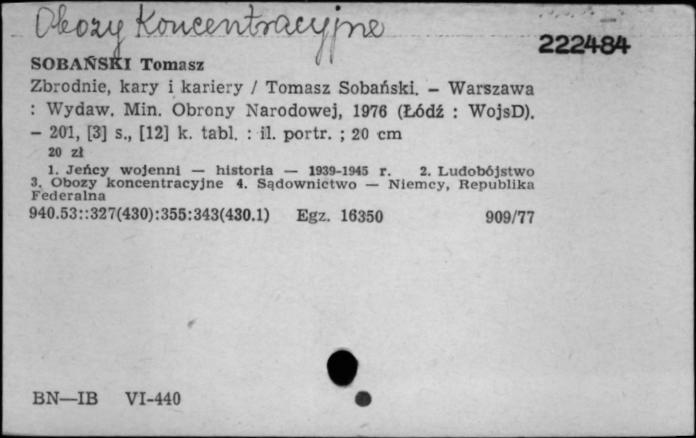 Obozy Koncentracyjne
222484
SOBAŃSKI Tomasz
Zbrodnie, kary i kariery / Tomasz Sobański. – Warszawa
: Wydaw. Min. Obrony Narodowej, 1976 (Łódź : WojsD).
– 201, [3] s., [12] k. tabl. : il. portr. ; 20 cm
20 zł
1. Jeńcy wojenni — historia — 1939-1945 r. 2. Ludobójstwo
3. Obozy koncentracyjne 4. Sądownictwo — Niemcy, Republika
Federalna
940.53::327(430):355:343(430.1) Egz. 16350 909/77
BN—IB VI-440